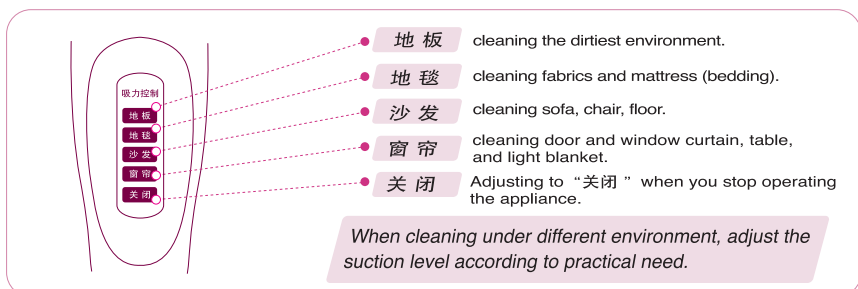 吸力控制
地板
地毯
沙发
窗帘
关闭
地板 cleaning the dirtiest environment.
地毯 cleaning fabrics and mattress (bedding).
沙发 cleaning sofa, chair, floor.
窗帘 cleaning door and window curtain, table,
and light blanket.
关闭 Adjusting to “关闭 ” when you stop operating
the appliance.
When cleaning under different environment, adjust the
suction level according to practical need.